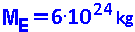 M_E = 6·10^24 kg